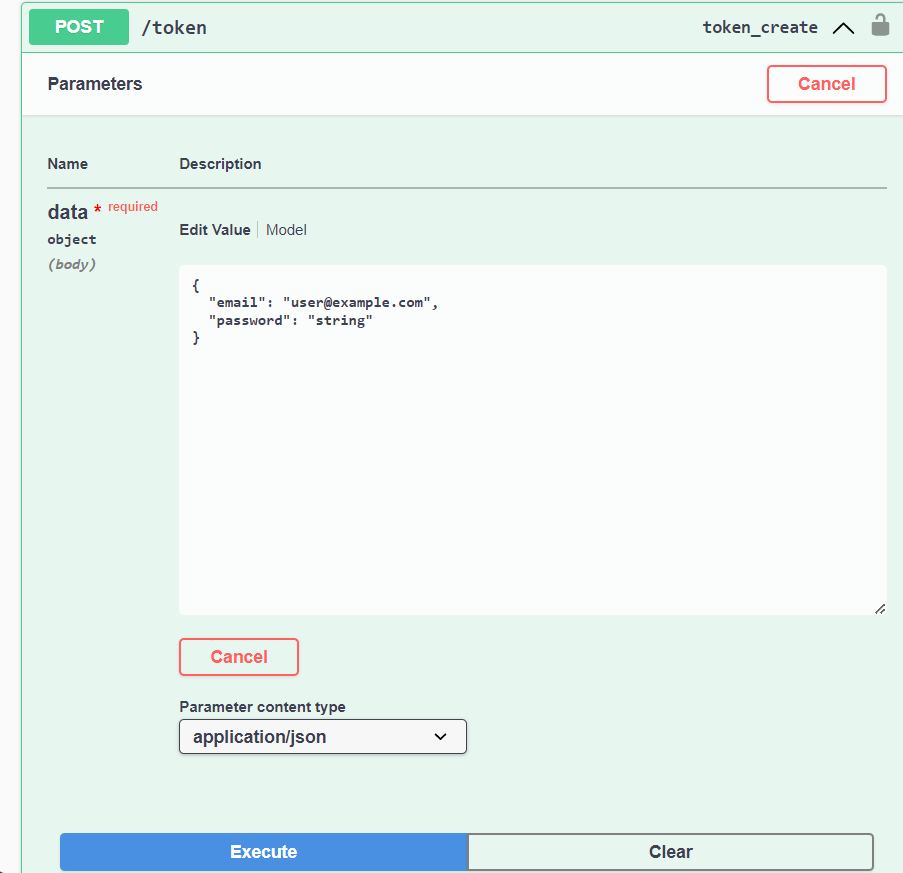 POST /token token_create
Parameters Cancel
Name Description
data * required
object
(body)
Edit Value Model
{
  "email": "user@example.com",
  "password": "string"
}
Cancel
Parameter content type
application/json
Execute Clear